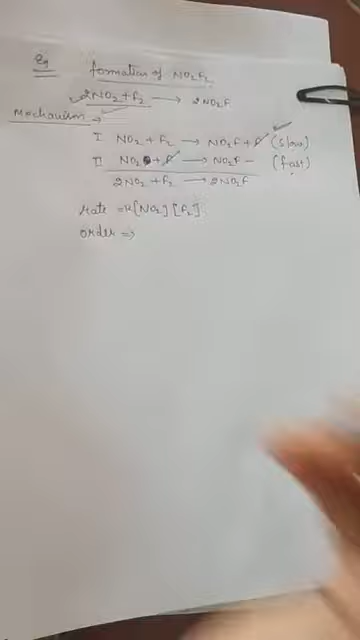 Eg formation of NO₂F₂
2NO₂ + F₂ → 2NO₂F
Mechanism →
I NO₂ + F₂ → NO₂F + F (slow)
II NO₂ + F → NO₂F – (fast)
2NO₂ + F₂ → 2NO₂F
rate = k[NO₂][F₂]
order ⇒